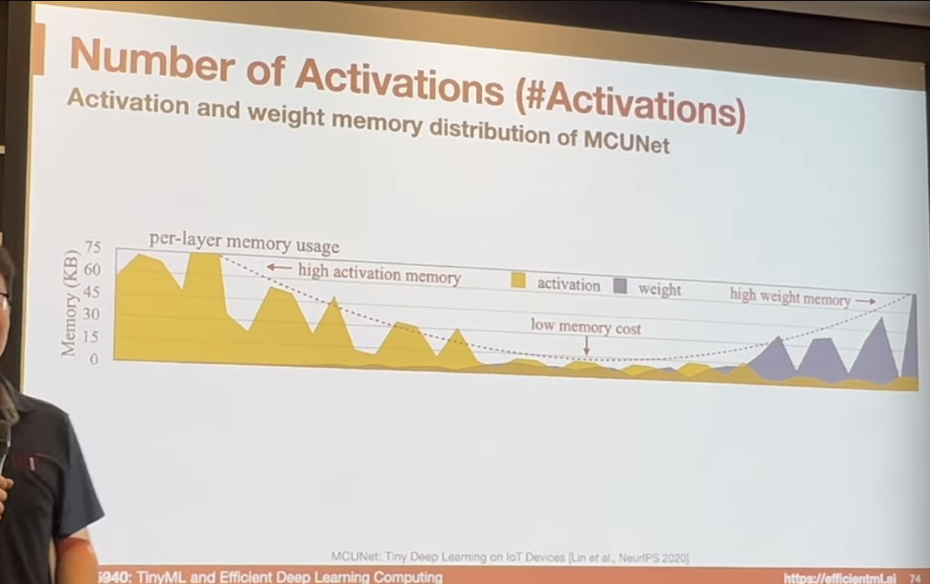 Number of Activations (#Activations)
Activation and weight memory distribution of MCUNet
per-layer memory usage
Memory (KB)
75
60
45
30
15
0
high activation memory
activation
weight
high weight memory
low memory cost
MCUNet: Tiny Deep Learning on IoT Devices [Lin et al., NeurIPS 2020]
5940: TinyML and Efficient Deep Learning Computing
https://efficientml.ai
74